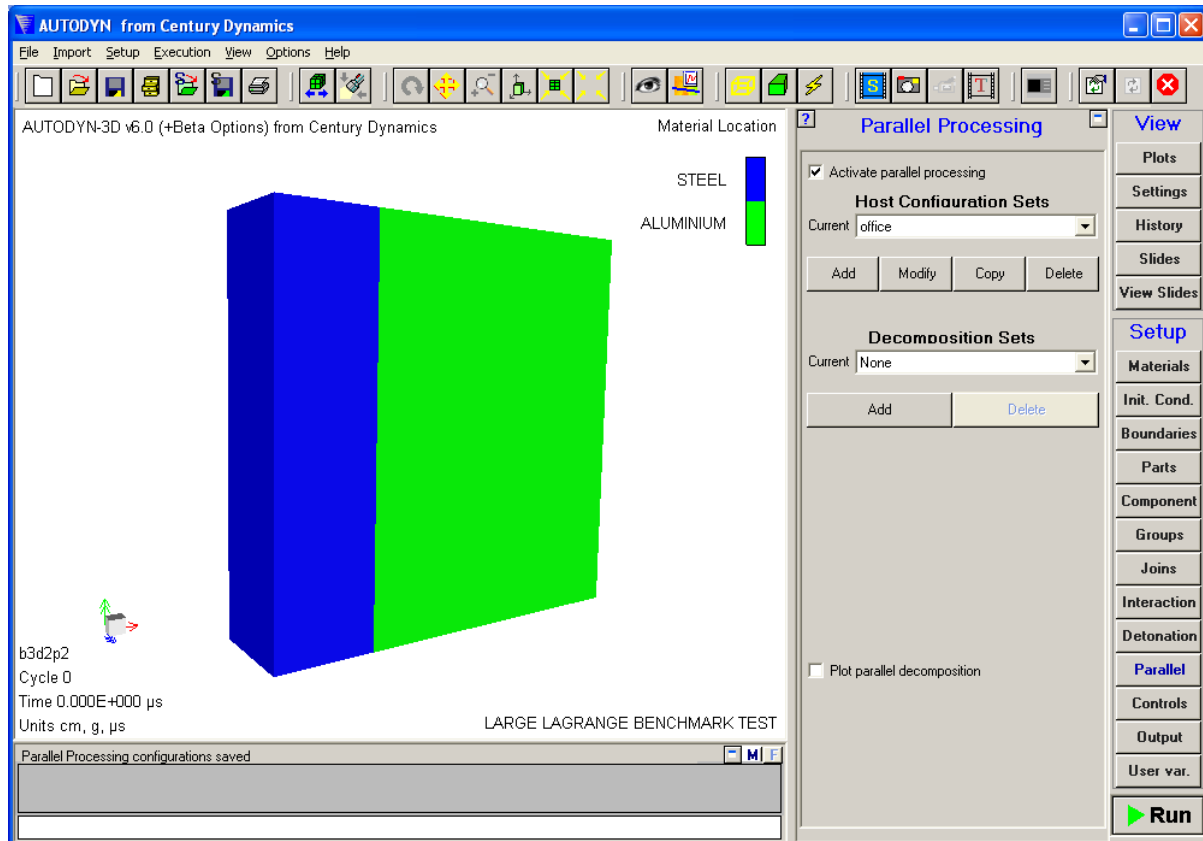 AUTODYN from Century Dynamics
File Import Setup Execution View Options Help
AUTODYN-3D v6.0 (+Beta Options) from Century Dynamics
Material Location
STEEL
ALUMINIUM
b3d2p2
Cycle 0
Time 0.000E+000 µs
Units cm, g, µs
LARGE LAGRANGE BENCHMARK TEST
Parallel Processing configurations saved
M F
? Parallel Processing
Activate parallel processing
Host Configuration Sets
Current office
Add Modify Copy Delete
Decomposition Sets
Current None
Add Delete
Plot parallel decomposition
View
Plots
Settings
History
Slides
View Slides
Setup
Materials
Init. Cond.
Boundaries
Parts
Component
Groups
Joins
Interaction
Detonation
Parallel
Controls
Output
User var.
Run